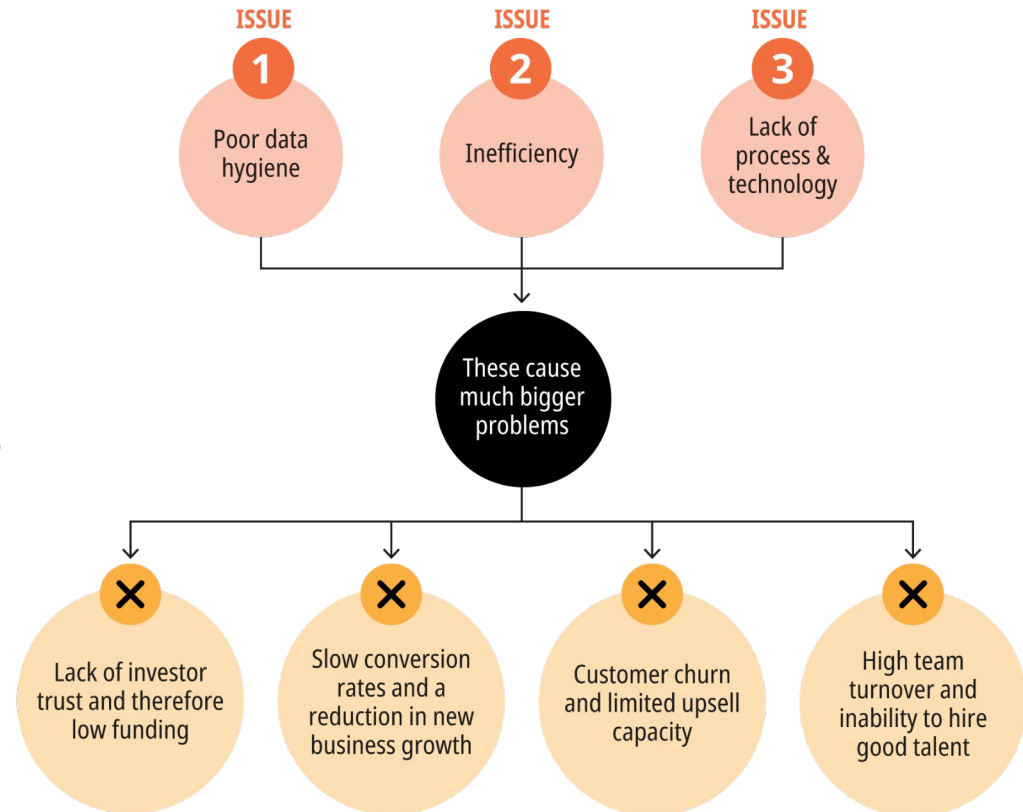 ISSUE
1
Poor data
hygiene
ISSUE
2
Inefficiency
ISSUE
3
Lack of
process &
technology
These cause
much bigger
problems
Lack of investor
trust and therefore
low funding
Slow conversion
rates and a
reduction in new
business growth
Customer churn
and limited upsell
capacity
High team
turnover and
inability to hire
good talent